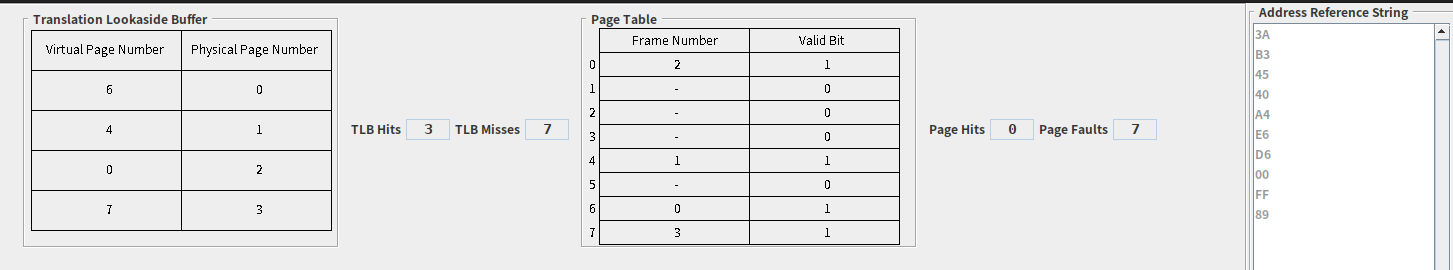 Translation Lookaside Buffer
Virtual Page Number Physical Page Number
6 0
4 1
0 2
7 3
TLB Hits 3 TLB Misses 7
Page Table
Frame Number Valid Bit
0 2 1
1 - 0
2 - 0
3 - 0
4 1 1
5 - 0
6 0 1
7 3 1
Page Hits 0 Page Faults 7
Address Reference String
3A
B3
45
40
A4
E6
D6
00
FF
89